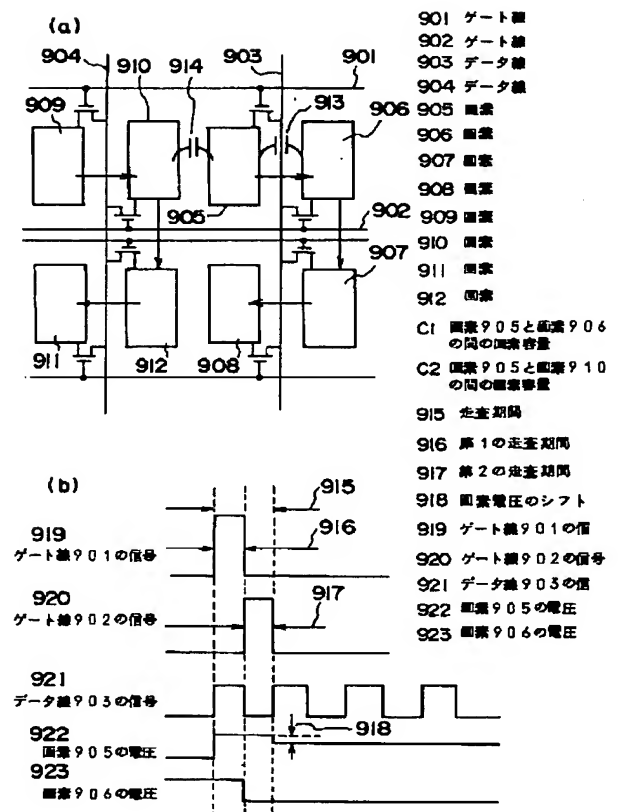 (a)
904
910
914
903
901
913
909
906
905
902
907
911
912
908
(b)
915
919
ゲート線901の信号
916
920
ゲート線902の信号
917
921
データ線903の信号
922
画素905の電圧
918
923
画素906の電圧
901 ゲート線
902 ゲート線
903 データ線
904 データ線
905 画素
906 画素
907 画素
908 画素
909 画素
910 画素
911 画素
912 画素
C1 画素905と画素906
の間の画素容量
C2 画素905と画素910
の間の画素容量
915 走査期間
916 第1の走査期間
917 第2の走査期間
918 画素電圧のシフト
919 ゲート線901の信
920 ゲート線902の信号
921 データ線903の信
922 画素905の電圧
923 画素906の電圧